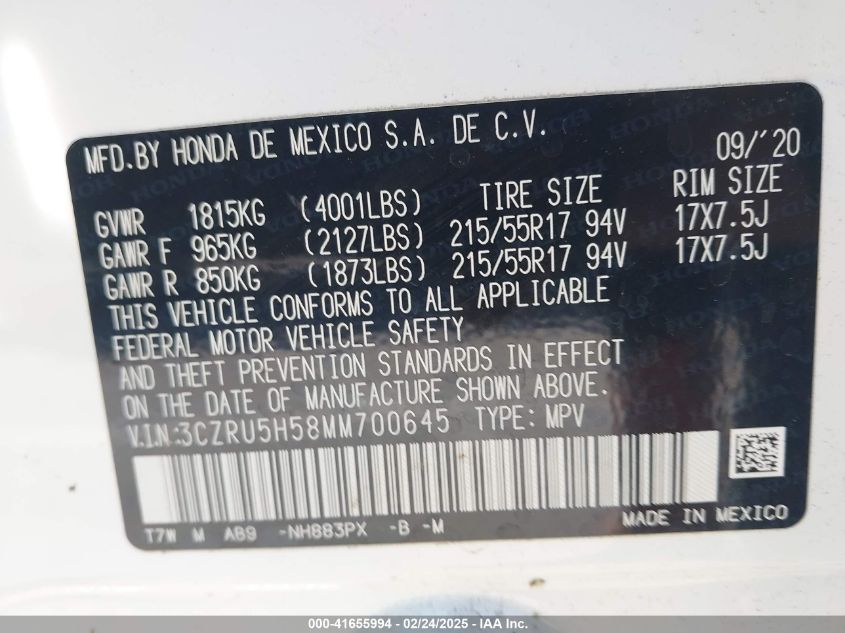 MFD.BY HONDA DE MEXICO S.A. DE C.V. 09/'20
TIRE SIZE RIM SIZE
GVWR 1815KG (4001LBS)
GAWR F 965KG (2127LBS) 215/55R17 94V 17X7.5J
GAWR R 850KG (1873LBS) 215/55R17 94V 17X7.5J
THIS VEHICLE CONFORMS TO ALL APPLICABLE
FEDERAL MOTOR VEHICLE SAFETY
AND THEFT PREVENTION STANDARDS IN EFFECT
ON THE DATE OF MANUFACTURE SHOWN ABOVE.
V.I.N:3CZRU5H58MM700645 TYPE: MPV
T7W M AB9 -NH883PX -B -M MADE IN MEXICO
000-41655994 - 02/24/2025 - IAAI.com